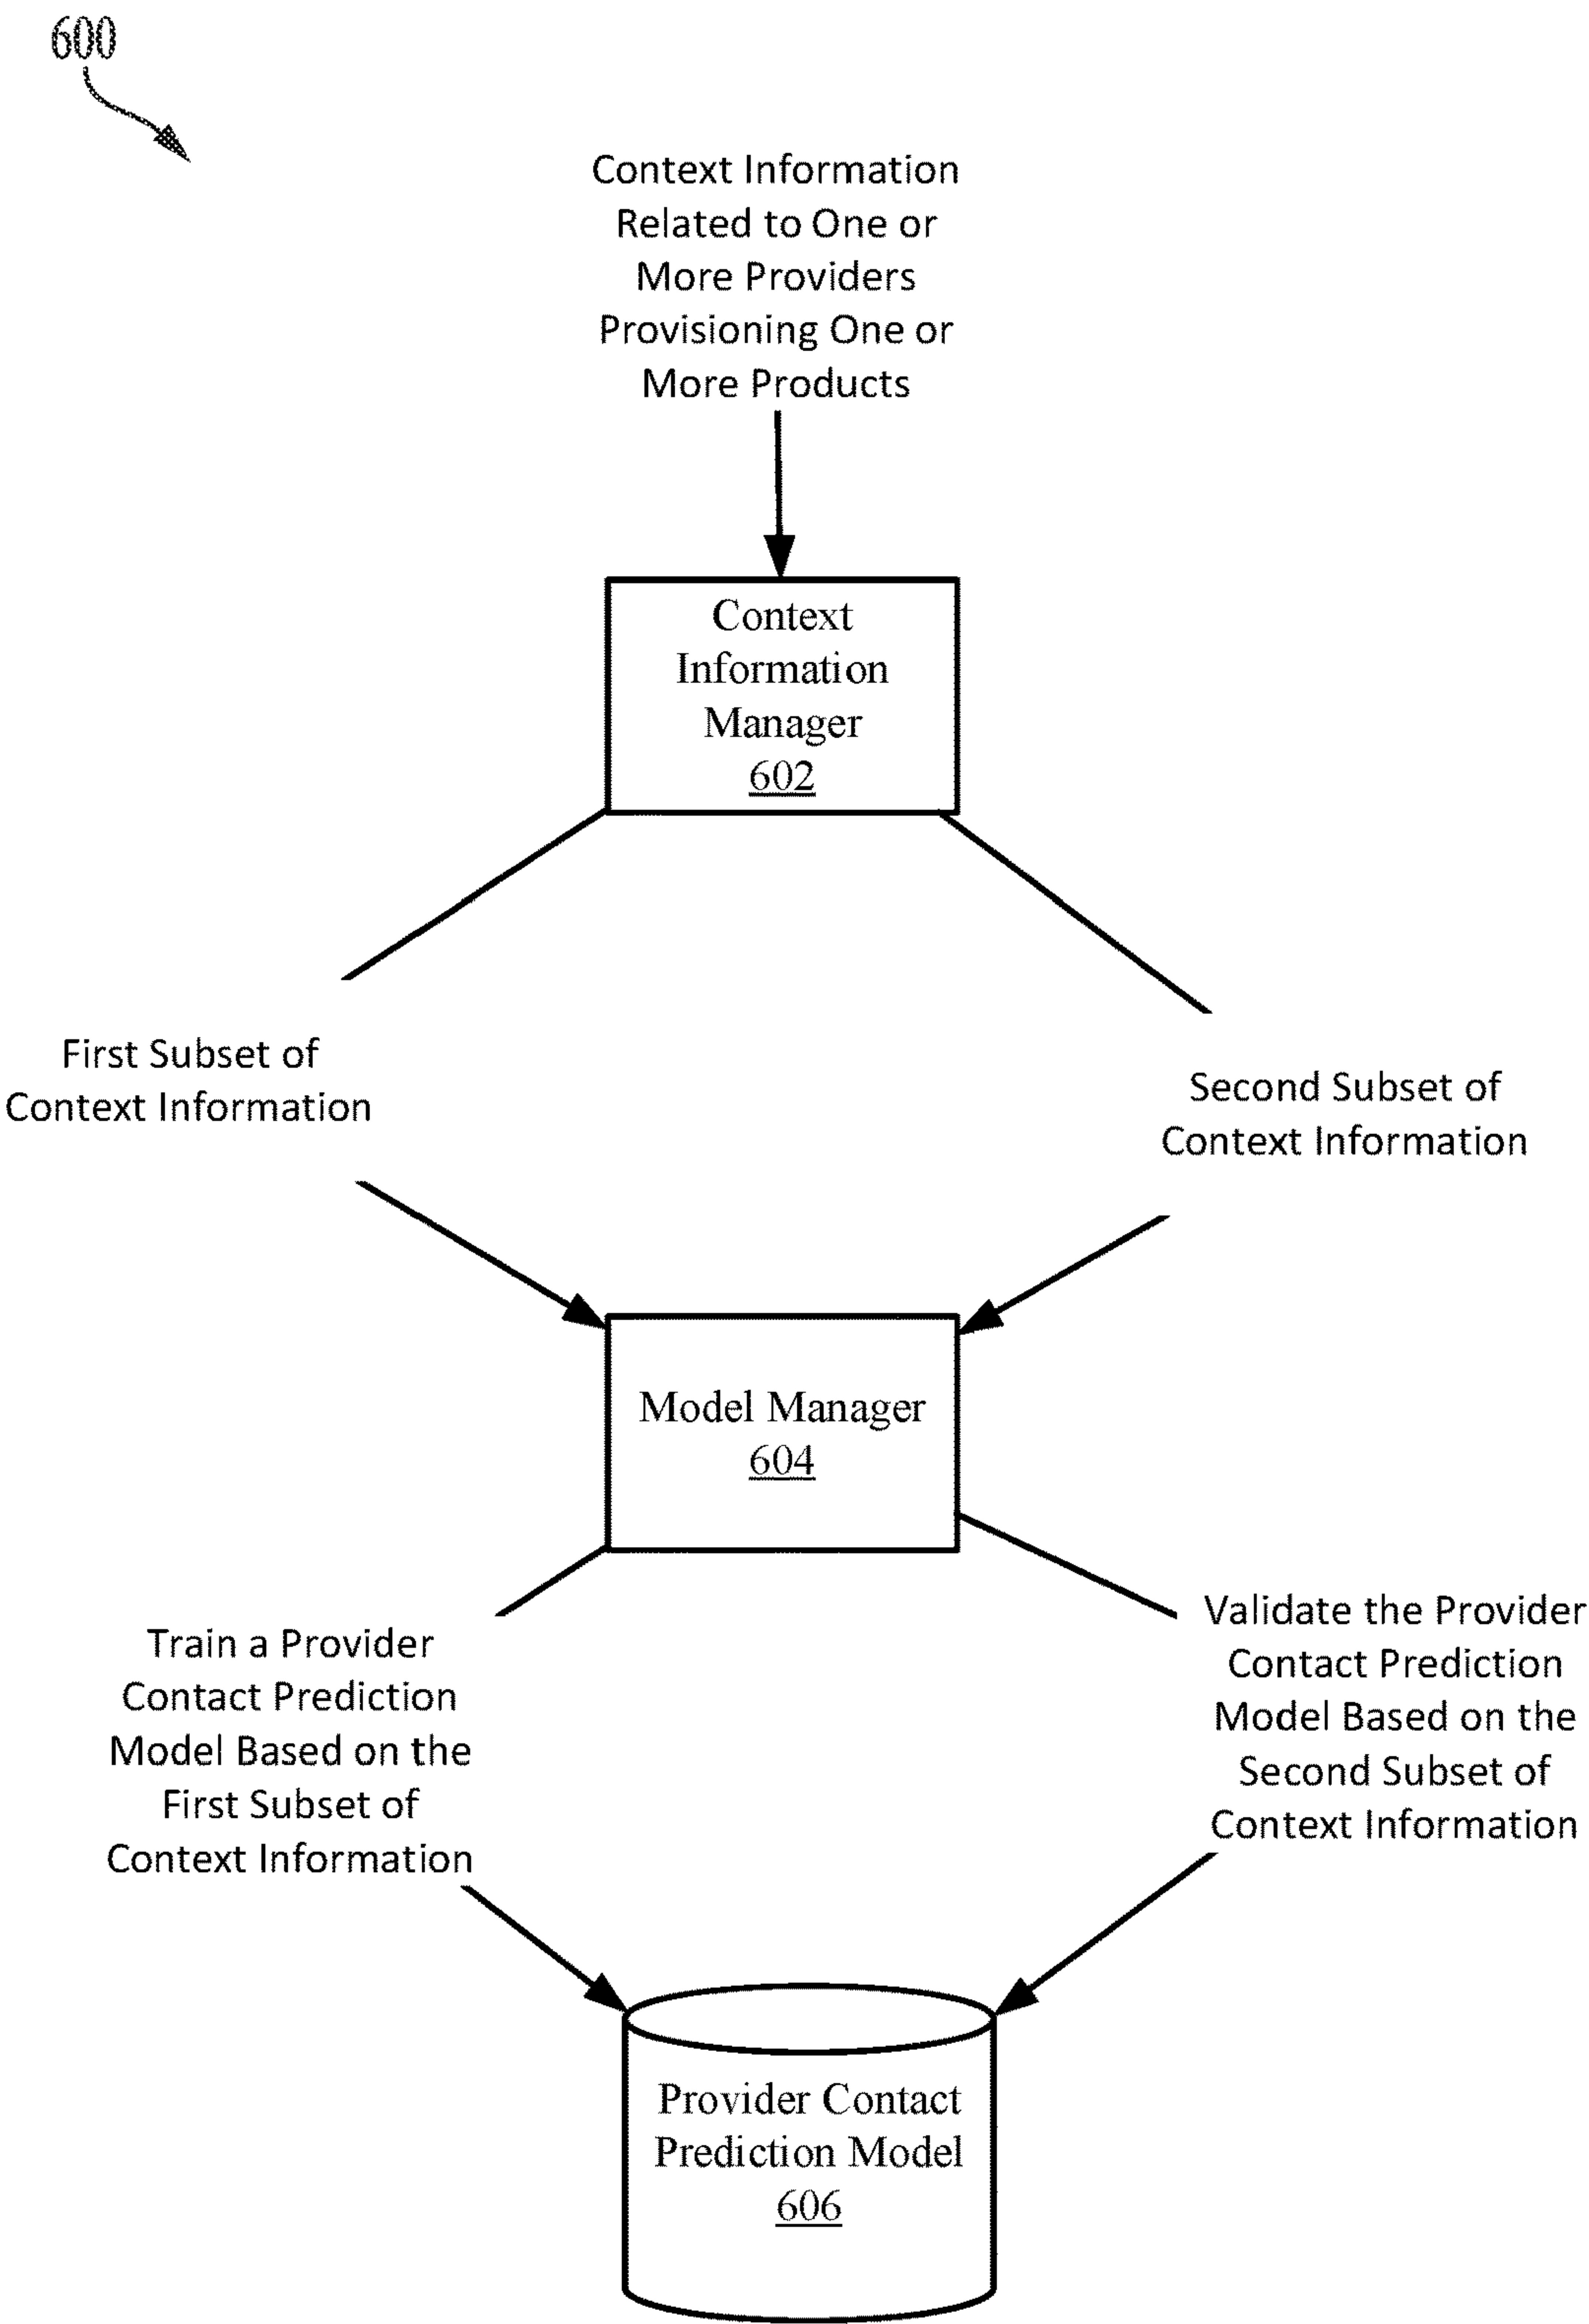 600
Context Information
Related to One or
More Providers
Provisioning One or
More Products
Context
Information
Manager
602
First Subset of
Context Information
Second Subset of
Context Information
Model Manager
604
Train a Provider
Contact Prediction
Model Based on the
First Subset of
Context Information
Validate the Provider
Contact Prediction
Model Based on the
Second Subset of
Context Information
Provider Contact
Prediction Model
606